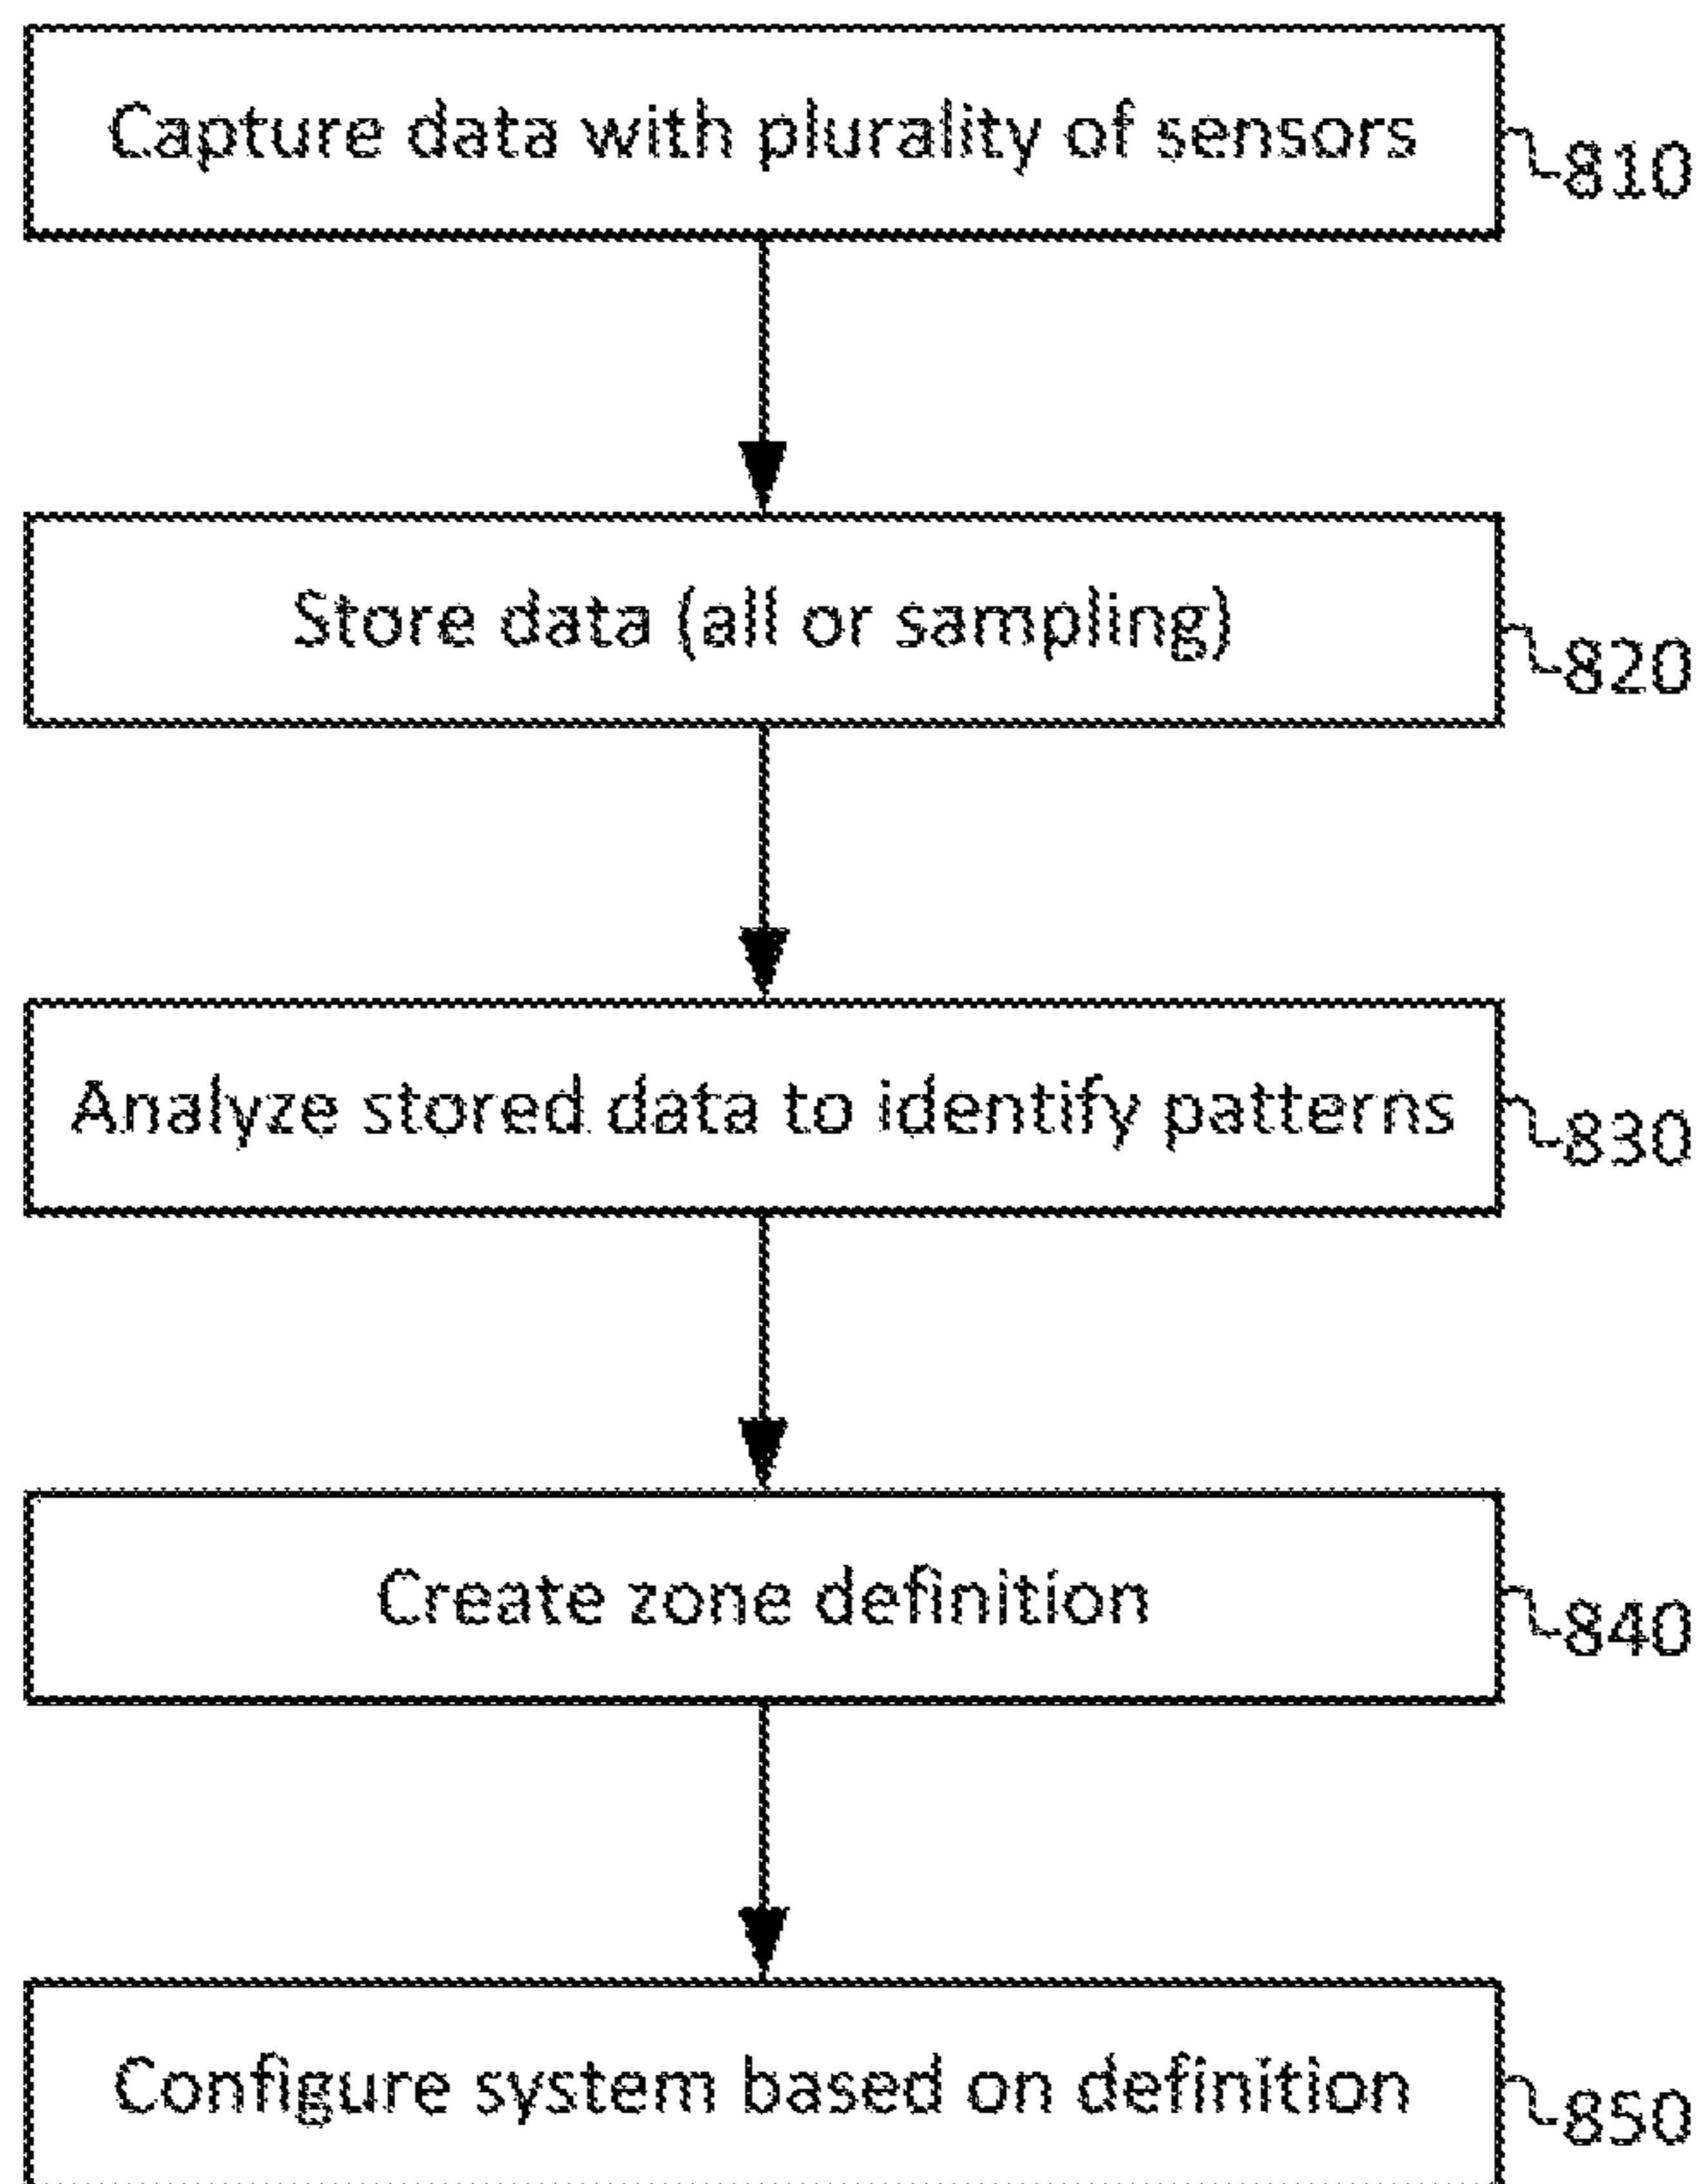 Capture data with plurality of sensors
810
Store data (all or sampling)
820
Analyze stored data to identify patterns
830
Create zone definition
840
Configure system based on definition
850